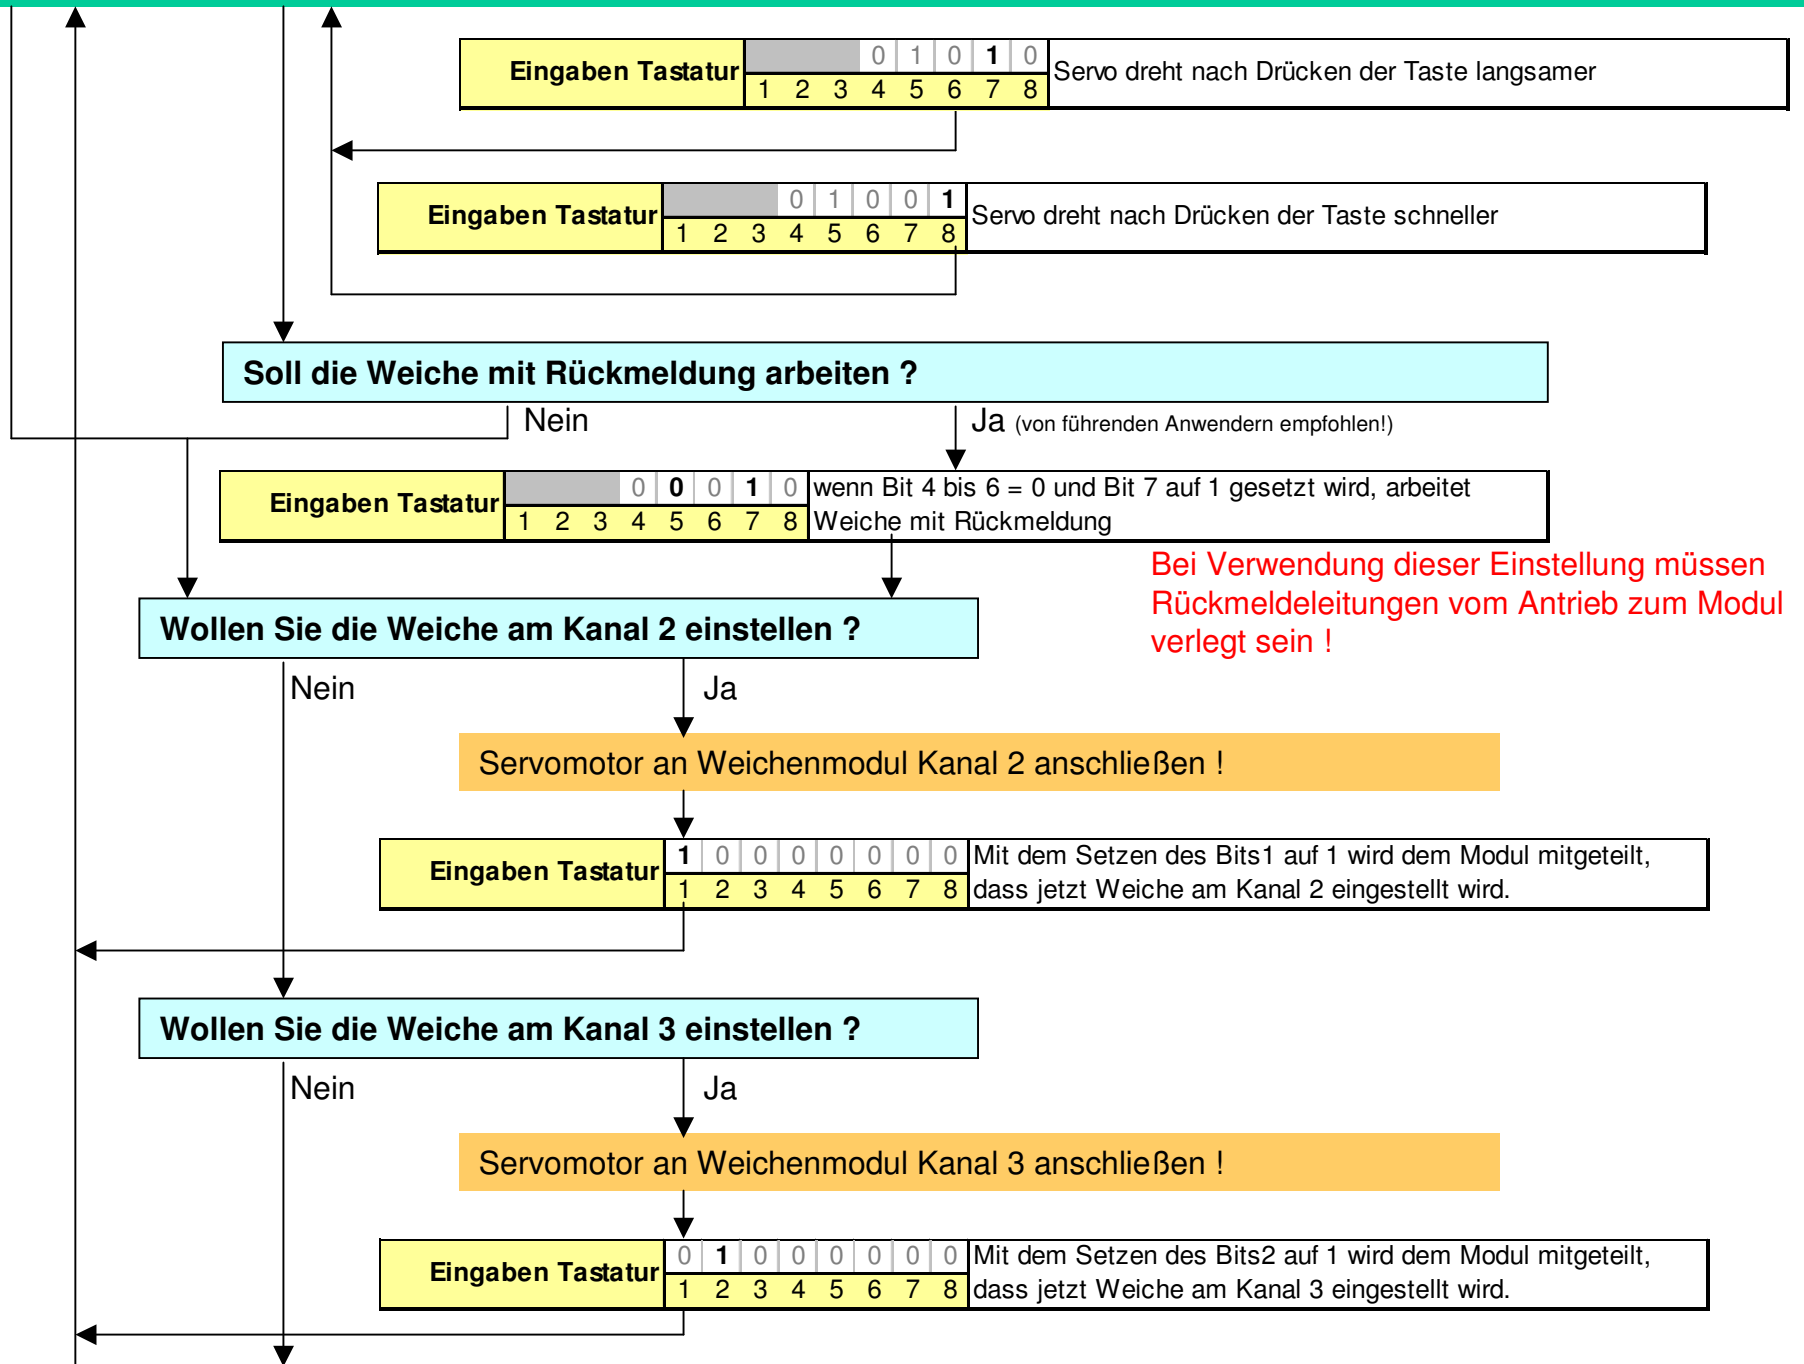 Eingaben Tastatur 0 1 0 1 0 Servo dreht nach Drücken der Taste langsamer
1 2 3 4 5 6 7 8
Eingaben Tastatur 0 1 0 0 1 Servo dreht nach Drücken der Taste schneller
1 2 3 4 5 6 7 8
Soll die Weiche mit Rückmeldung arbeiten ?
Nein
Ja (von führenden Anwendern empfohlen!)
Eingaben Tastatur 0 0 0 1 0 wenn Bit 4 bis 6 = 0 und Bit 7 auf 1 gesetzt wird, arbeitet
1 2 3 4 5 6 7 8 Weiche mit Rückmeldung
Bei Verwendung dieser Einstellung müssen
Rückmeldeleitungen vom Antrieb zum Modul
verlegt sein !
Wollen Sie die Weiche am Kanal 2 einstellen ?
Nein
Ja
Servomotor an Weichenmodul Kanal 2 anschließen !
Eingaben Tastatur 1 0 0 0 0 0 0 0 Mit dem Setzen des Bits1 auf 1 wird dem Modul mitgeteilt,
1 2 3 4 5 6 7 8 dass jetzt Weiche am Kanal 2 eingestellt wird.
Wollen Sie die Weiche am Kanal 3 einstellen ?
Nein
Ja
Servomotor an Weichenmodul Kanal 3 anschließen !
Eingaben Tastatur 0 1 0 0 0 0 0 0 Mit dem Setzen des Bits2 auf 1 wird dem Modul mitgeteilt,
1 2 3 4 5 6 7 8 dass jetzt Weiche am Kanal 3 eingestellt wird.